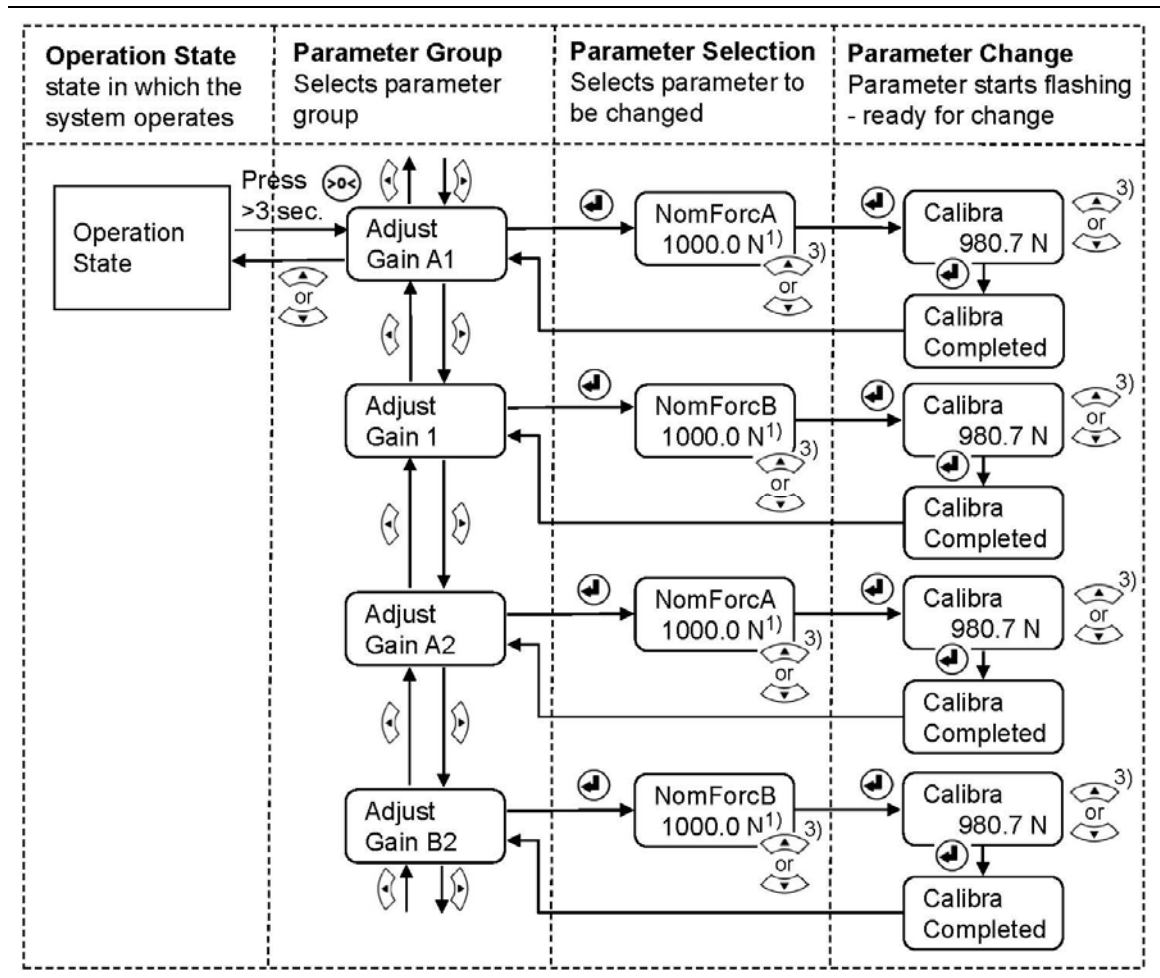 Operation State
state in which the
system operates
Parameter Group
Selects parameter
group
Parameter Selection
Selects parameter to
be changed
Parameter Change
Parameter starts flashing
- ready for change
Operation
State
Press >0<
>3 sec.
or
Adjust
Gain A1
NomForcA
1000.0 N1)
3)
or
Calibra
980.7 N
3)
or
Calibra
Completed
Adjust
Gain 1
NomForcB
1000.0 N1)
3)
or
Calibra
980.7 N
3)
or
Calibra
Completed
Adjust
Gain A2
NomForcA
1000.0 N1)
3)
or
Calibra
980.7 N
3)
or
Calibra
Completed
Adjust
Gain B2
NomForcB
1000.0 N1)
3)
or
Calibra
980.7 N
3)
or
Calibra
Completed